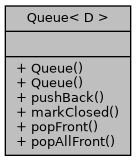 Queue< D >
+ Queue()
+ Queue()
+ pushBack()
+ markClosed()
+ popFront()
+ popAllFront()